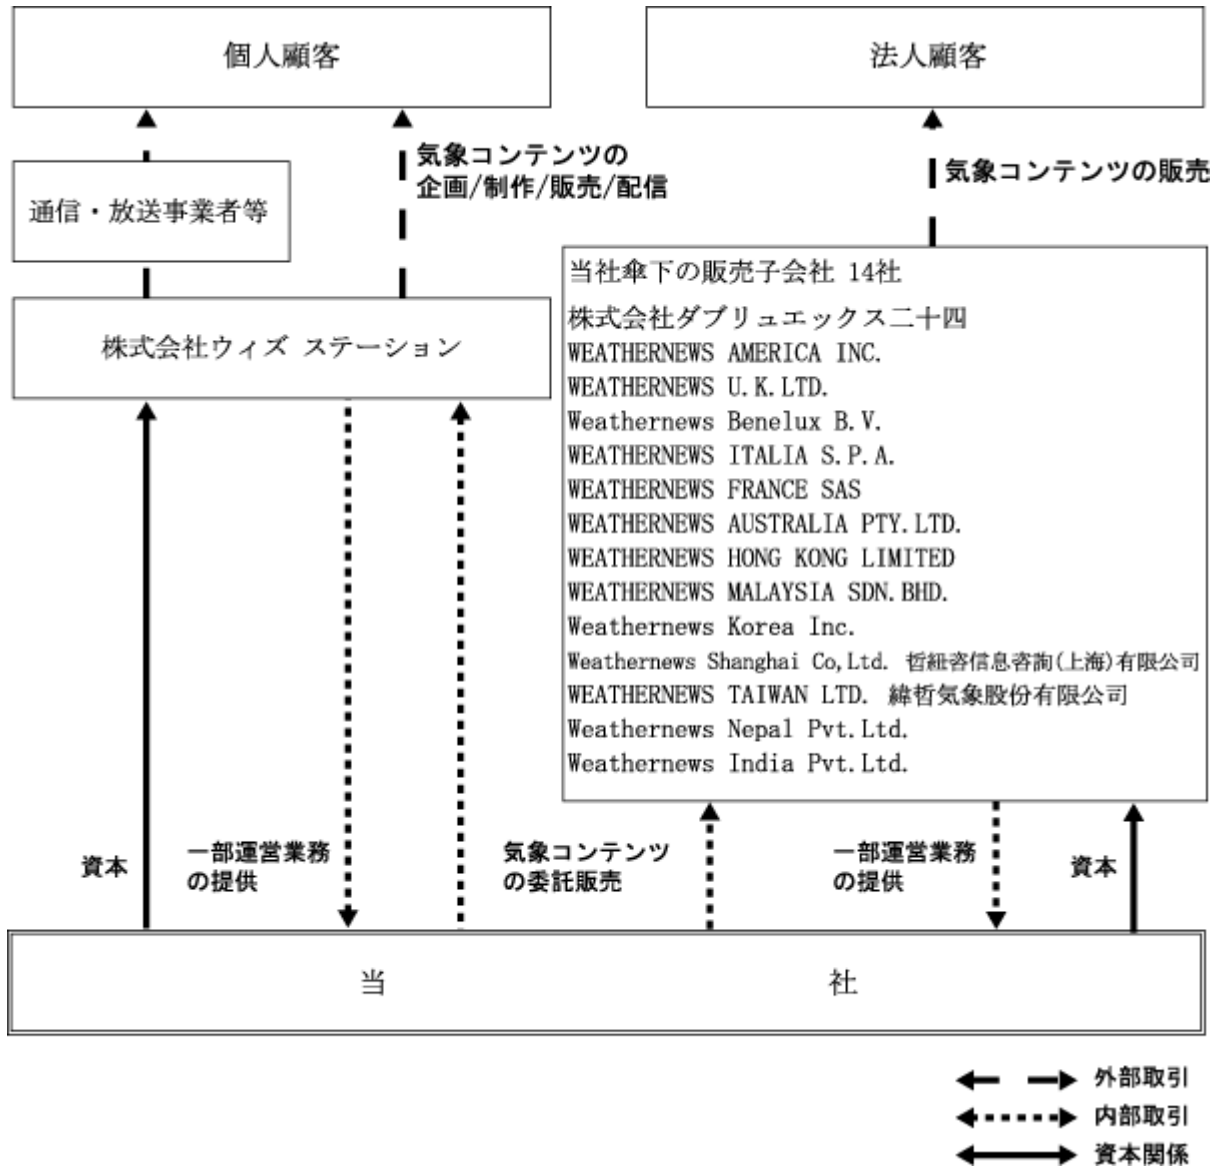 個人顧客
法人顧客
気象コンテンツの
企画/制作/販売/配信
気象コンテンツの販売
通信・放送事業者等
株式会社ウィズ ステーション
当社傘下の販売子会社 14社
株式会社ダブリュエックス二十四
WEATHERNEWS AMERICA INC.
WEATHERNEWS U.K.LTD.
Weathernews Benelux B.V.
WEATHERNEWS ITALIA S.P.A.
WEATHERNEWS FRANCE SAS
WEATHERNEWS AUSTRALIA PTY.LTD.
WEATHERNEWS HONG KONG LIMITED
WEATHERNEWS MALAYSIA SDN.BHD.
Weathernews Korea Inc.
Weathernews Shanghai Co,Ltd. 哲紐咨信息咨詢(上海)有限公司
WEATHERNEWS TAIWAN LTD. 緯哲気象股份有限公司
Weathernews Nepal Pvt.Ltd.
Weathernews India Pvt.Ltd.
資本
一部運営業務
の提供
気象コンテンツ
の委託販売
一部運営業務
の提供
資本
当 社
外部取引
内部取引
資本関係